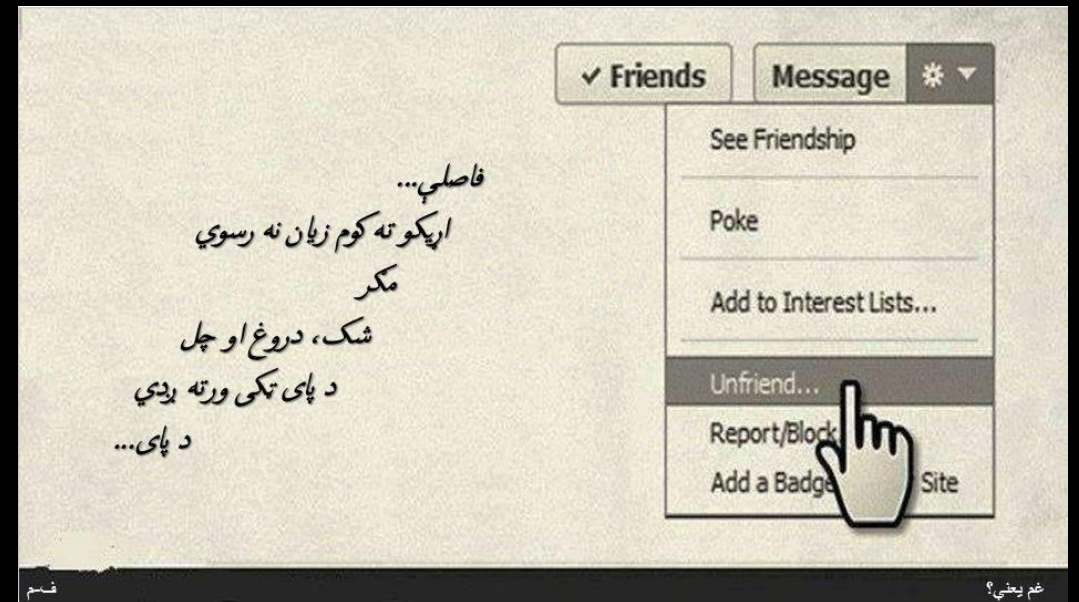 ✓ Friends
Message
See Friendship
Poke
Add to Interest Lists...
Unfriend...
Report/Block
Add a Badge Site
فاصلې...
اړيکو ته کوم زيان نه رسوي
مګر
شک، دروغ او چل
د پای ټکی ورته ږدي
د پای...
غم يعنې؟